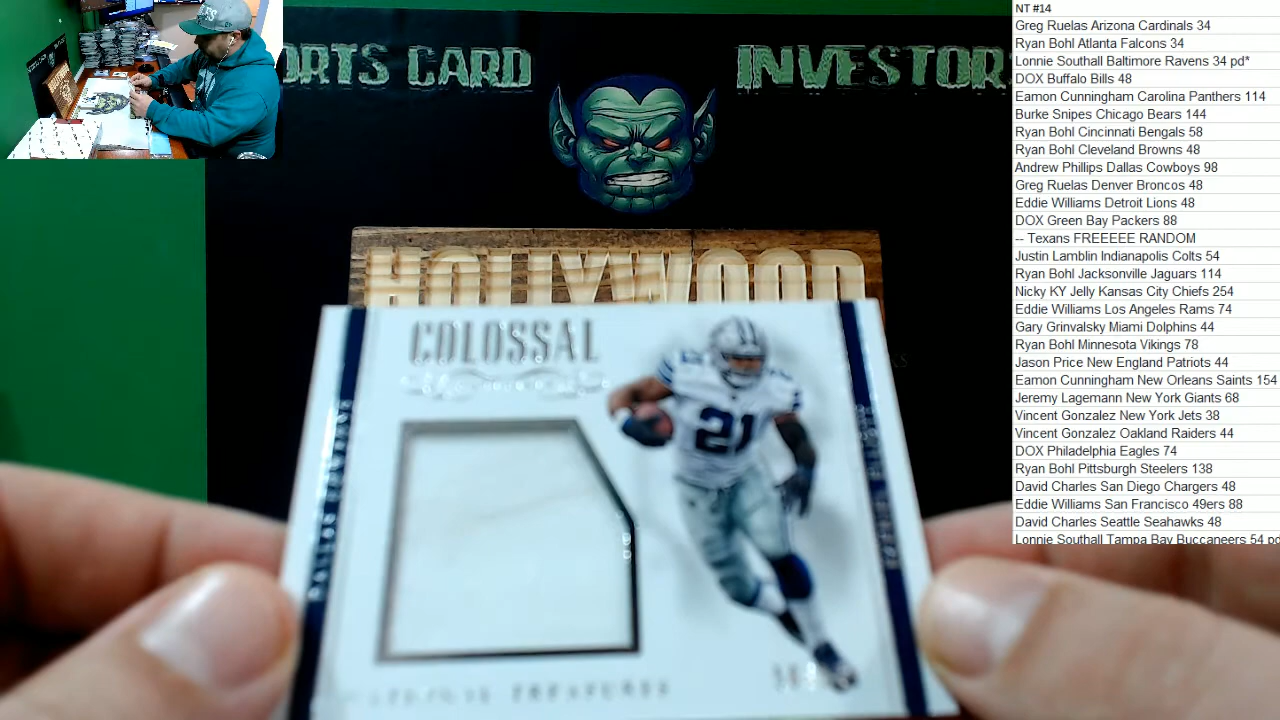 ORTS CARD INVESTOR
HOLLYWOOD
COLOSSAL
21
NT #14
Greg Ruelas Arizona Cardinals 34
Ryan Bohl Atlanta Falcons 34
Lonnie Southall Baltimore Ravens 34 pd*
DOX Buffalo Bills 48
Eamon Cunningham Carolina Panthers 114
Burke Snipes Chicago Bears 144
Ryan Bohl Cincinnati Bengals 58
Ryan Bohl Cleveland Browns 48
Andrew Phillips Dallas Cowboys 98
Greg Ruelas Denver Broncos 48
Eddie Williams Detroit Lions 48
DOX Green Bay Packers 88
-- Texans FREEEEE RANDOM
Justin Lamblin Indianapolis Colts 54
Ryan Bohl Jacksonville Jaguars 114
Nicky KY Jelly Kansas City Chiefs 254
Eddie Williams Los Angeles Rams 74
Gary Grinvalsky Miami Dolphins 44
Ryan Bohl Minnesota Vikings 78
Jason Price New England Patriots 44
Eamon Cunningham New Orleans Saints 154
Jeremy Lagemann New York Giants 68
Vincent Gonzalez New York Jets 38
Vincent Gonzalez Oakland Raiders 44
DOX Philadelphia Eagles 74
Ryan Bohl Pittsburgh Steelers 138
David Charles San Diego Chargers 48
Eddie Williams San Francisco 49ers 88
David Charles Seattle Seahawks 48
Lonnie Southall Tampa Bay Buccaneers 54 pd